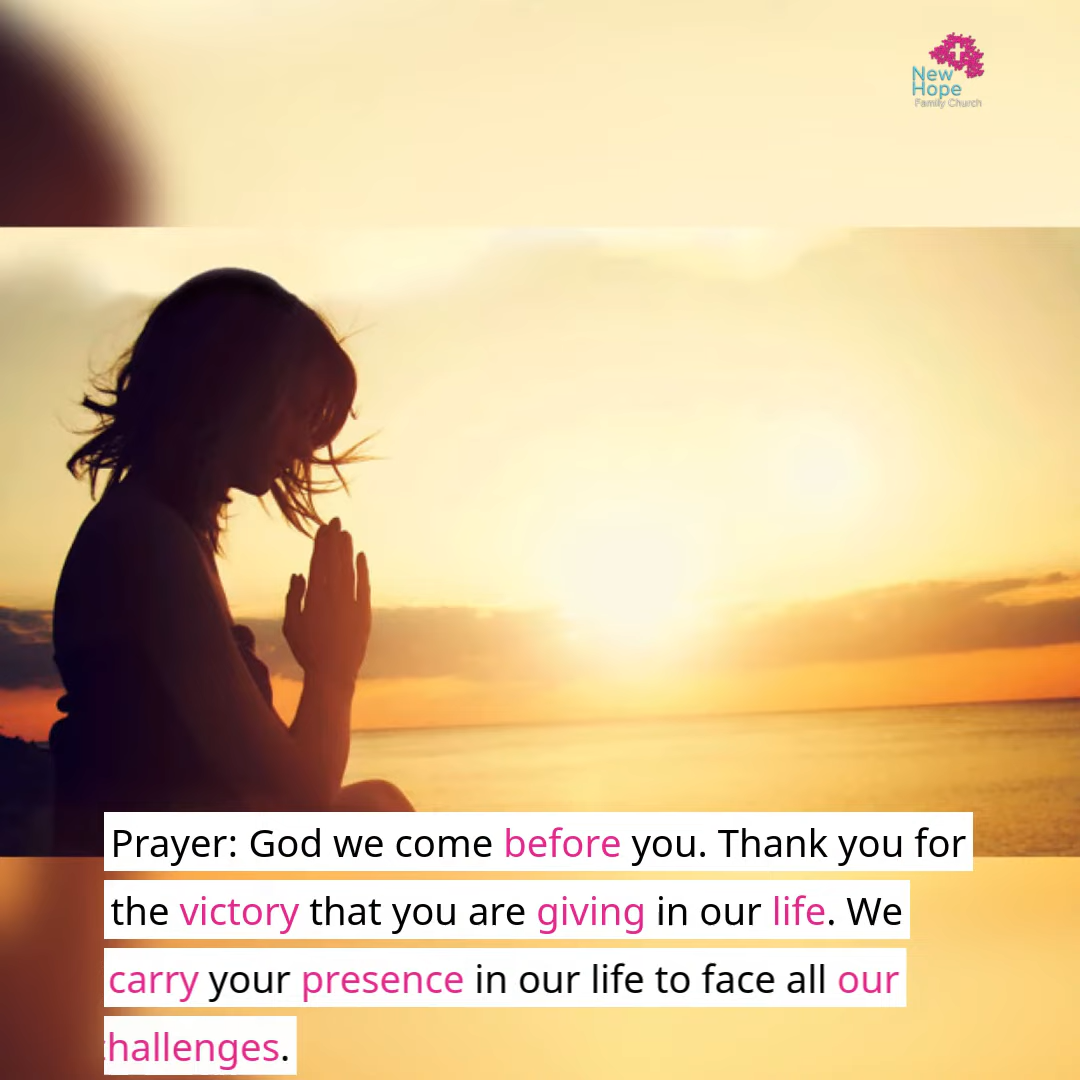 New
Hope
Family Church
Prayer: God we come before you. Thank you for
the victory that you are giving in our life. We
carry your presence in our life to face all our
hallenges.